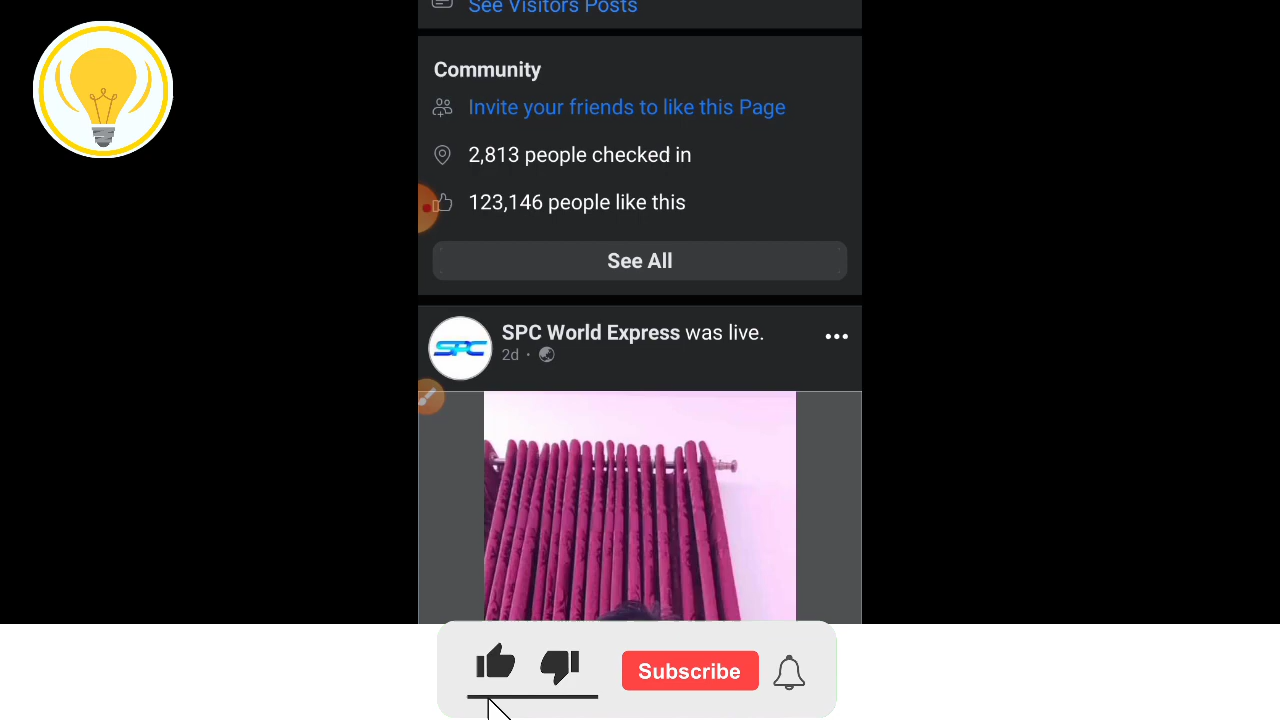 See Visitors Posts
Community
Invite your friends to like this Page
2,813 people checked in
123,146 people like this
See All
SPC World Express was live.
SPC
2d ·
Subscribe